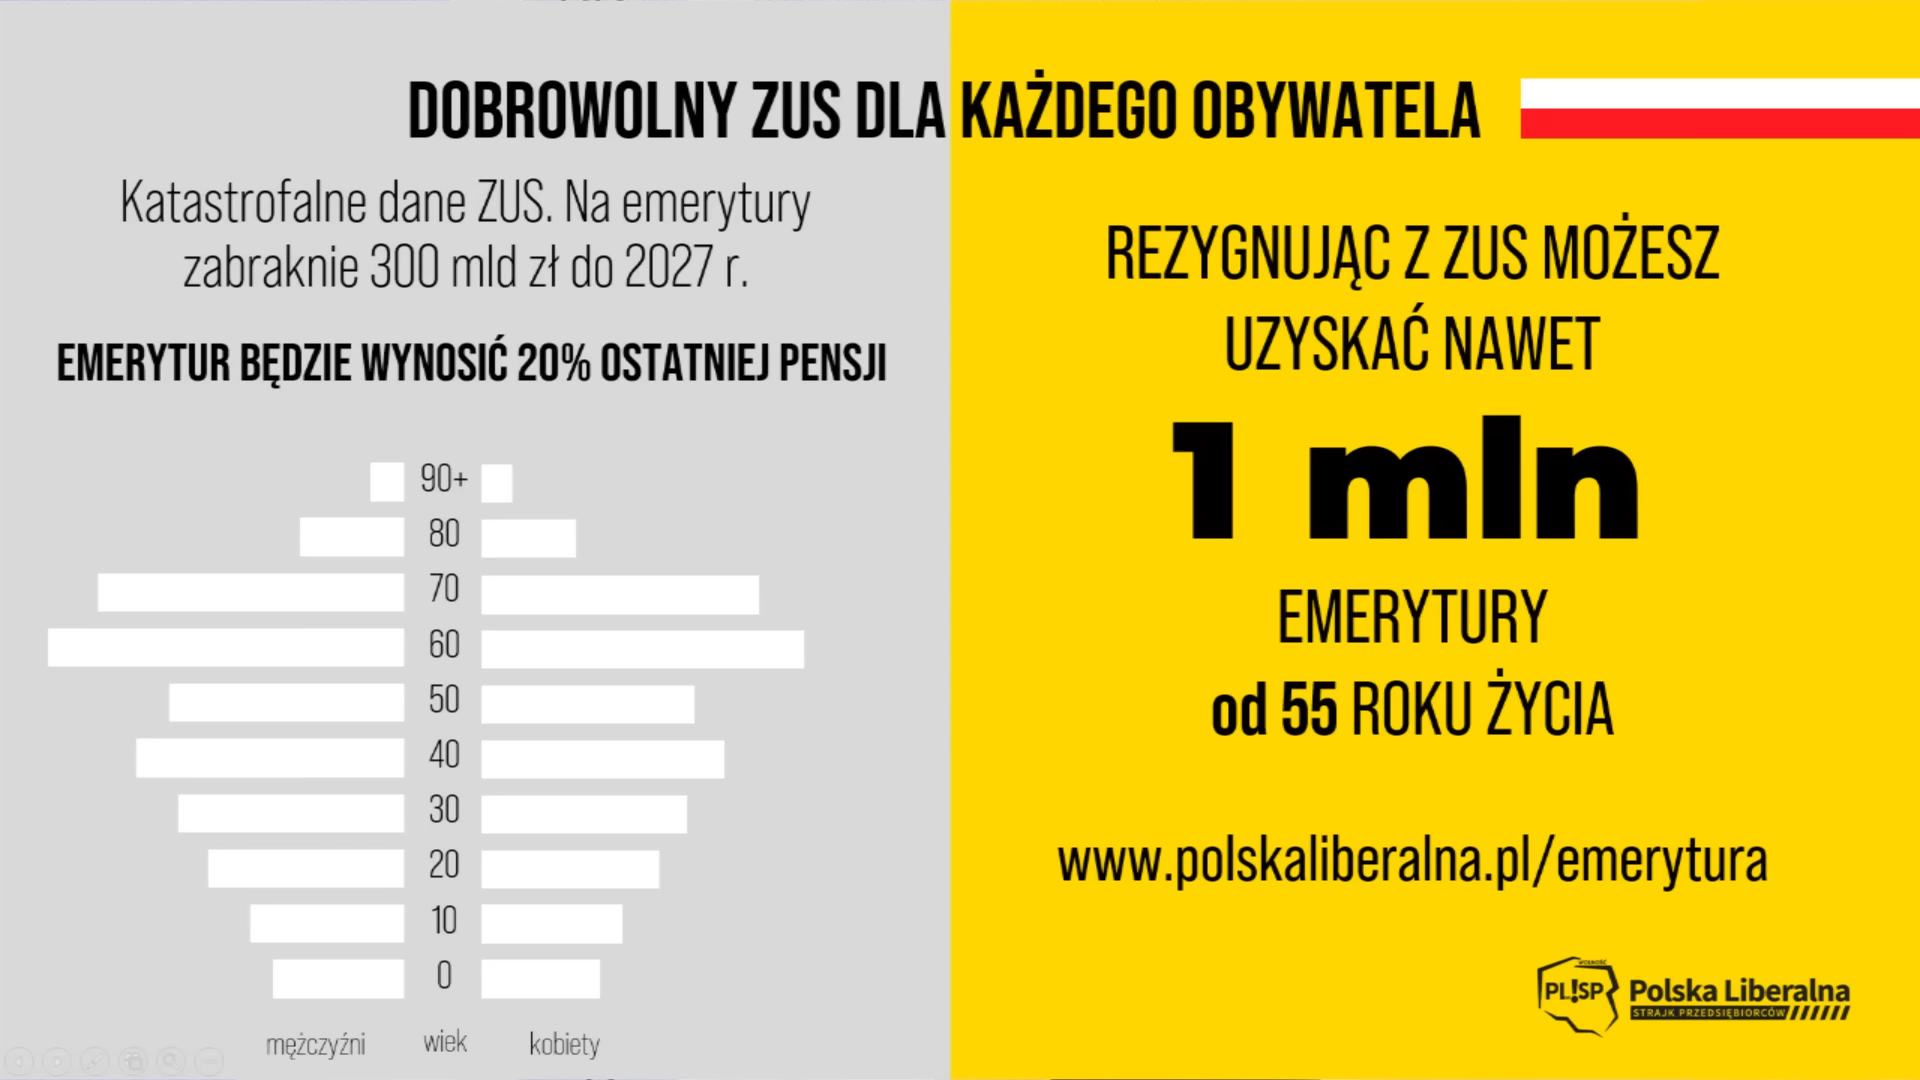 DOBROWOLNY ZUS DLA KAŻDEGO OBYWATELA
Katastrofalne dane ZUS. Na emerytury
zabraknie 300 mld zł do 2027 r.
EMERYTUR BĘDZIE WYNOSIĆ 20% OSTATNIEJ PENSJI
90+
80
70
60
50
40
30
20
10
0
mężczyźni wiek kobiety
REZYGNUJĄC Z ZUS MOŻESZ
UZYSKAĆ NAWET
1 mln
EMERYTURY
od 55 ROKU ŻYCIA
www.polskaliberalna.pl/emerytura
WOLNOŚĆ
PL!SP
Polska Liberalna
STRAJK PRZEDSIĘBIORCÓW